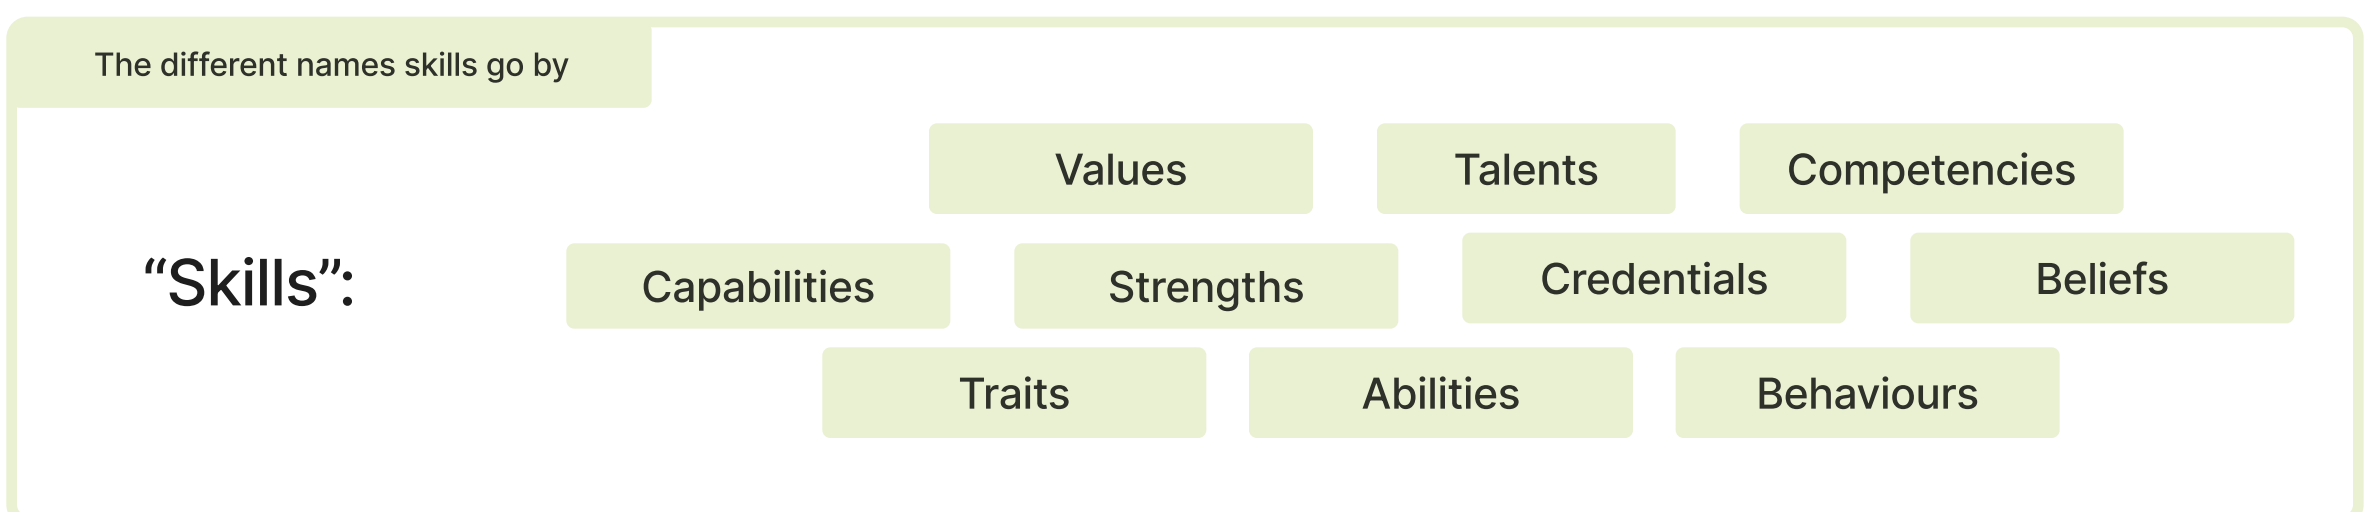 The different names skills go by
Values Talents Competencies
“Skills”: Capabilities Strengths Credentials Beliefs
Traits Abilities Behaviours